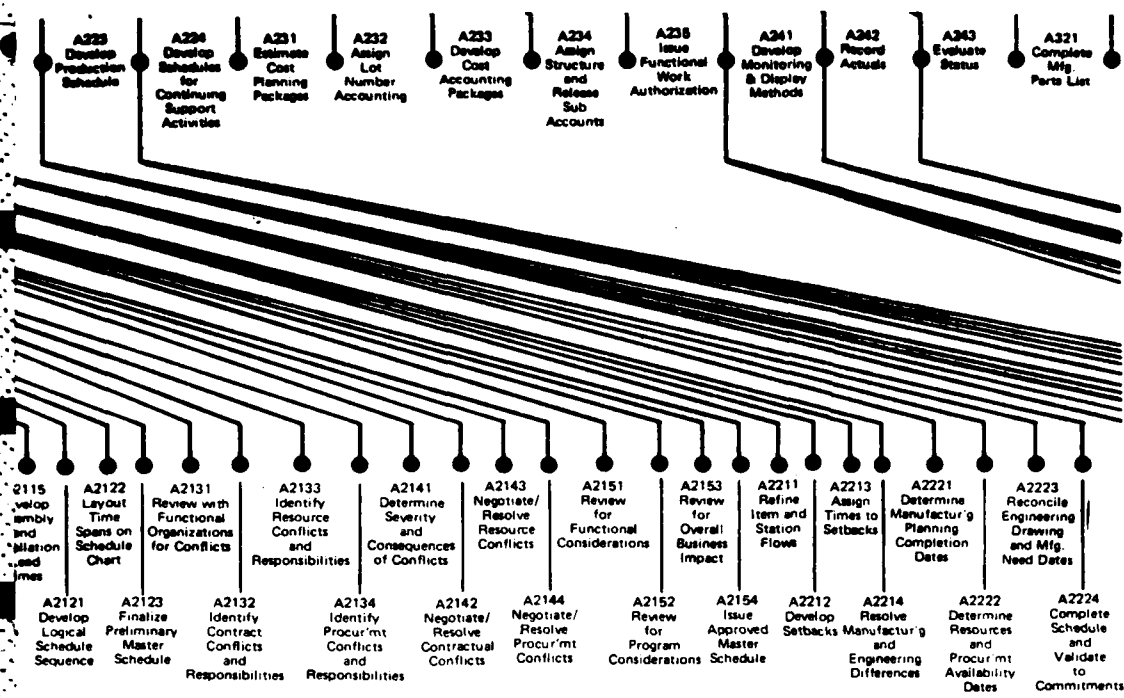 A223
Develop
Production
Schedule
A224
Develop
Schedules
for
Continuing
Support
Activities
A231
Estimate
Cost
Planning
Packages
A232
Assign
Lot
Number
Accounting
A233
Develop
Cost
Accounting
Packages
A234
Assign
Structure
and
Release
Sub
Accounts
A235
Issue
Functional
Work
Authorization
A241
Develop
Monitoring
& Display
Methods
A242
Record
Actuals
A243
Evaluate
Status
A321
Complete
Mfg.
Parts List
2115
velop
embly
and
allation
end
imes
A2122
Layout
Time
Spans on
Schedule
Chart
A2131
Review with
Functional
Organizations
for Conflicts
A2133
Identify
Resource
Conflicts
and
Responsibilities
A2141
Determine
Severity
and
Consequences
of Conflicts
A2143
Negotiate/
Resolve
Resource
Conflicts
A2151
Review
for
Functional
Considerations
A2153
Review
for
Overall
Business
Impact
A2211
Refine
Item and
Station
Flows
A2213
Assign
Times to
Setbacks
A2221
Determine
Manufactur'g
Planning
Completion
Dates
A2223
Reconcile
Engineering
Drawing
and Mfg.
Need Dates
A2121
Develop
Logical
Schedule
Sequence
A2123
Finalize
Preliminary
Master
Schedule
A2132
Identify
Contract
Conflicts
and
Responsibilities
A2134
Identify
Procur'mt
Conflicts
and
Responsibilities
A2142
Negotiate/
Resolve
Contractual
Conflicts
A2144
Negotiate/
Resolve
Procur'mt
Conflicts
A2152
Review
for
Program
Considerations
A2154
Issue
Approved
Master
Schedule
A2212
Develop
Setbacks
A2214
Resolve
Manufactur'g
and
Engineering
Differences
A2222
Determine
Resources
and
Procur'mt
Availability
Dates
A2224
Complete
Schedule
and
Validate
to
Commitments